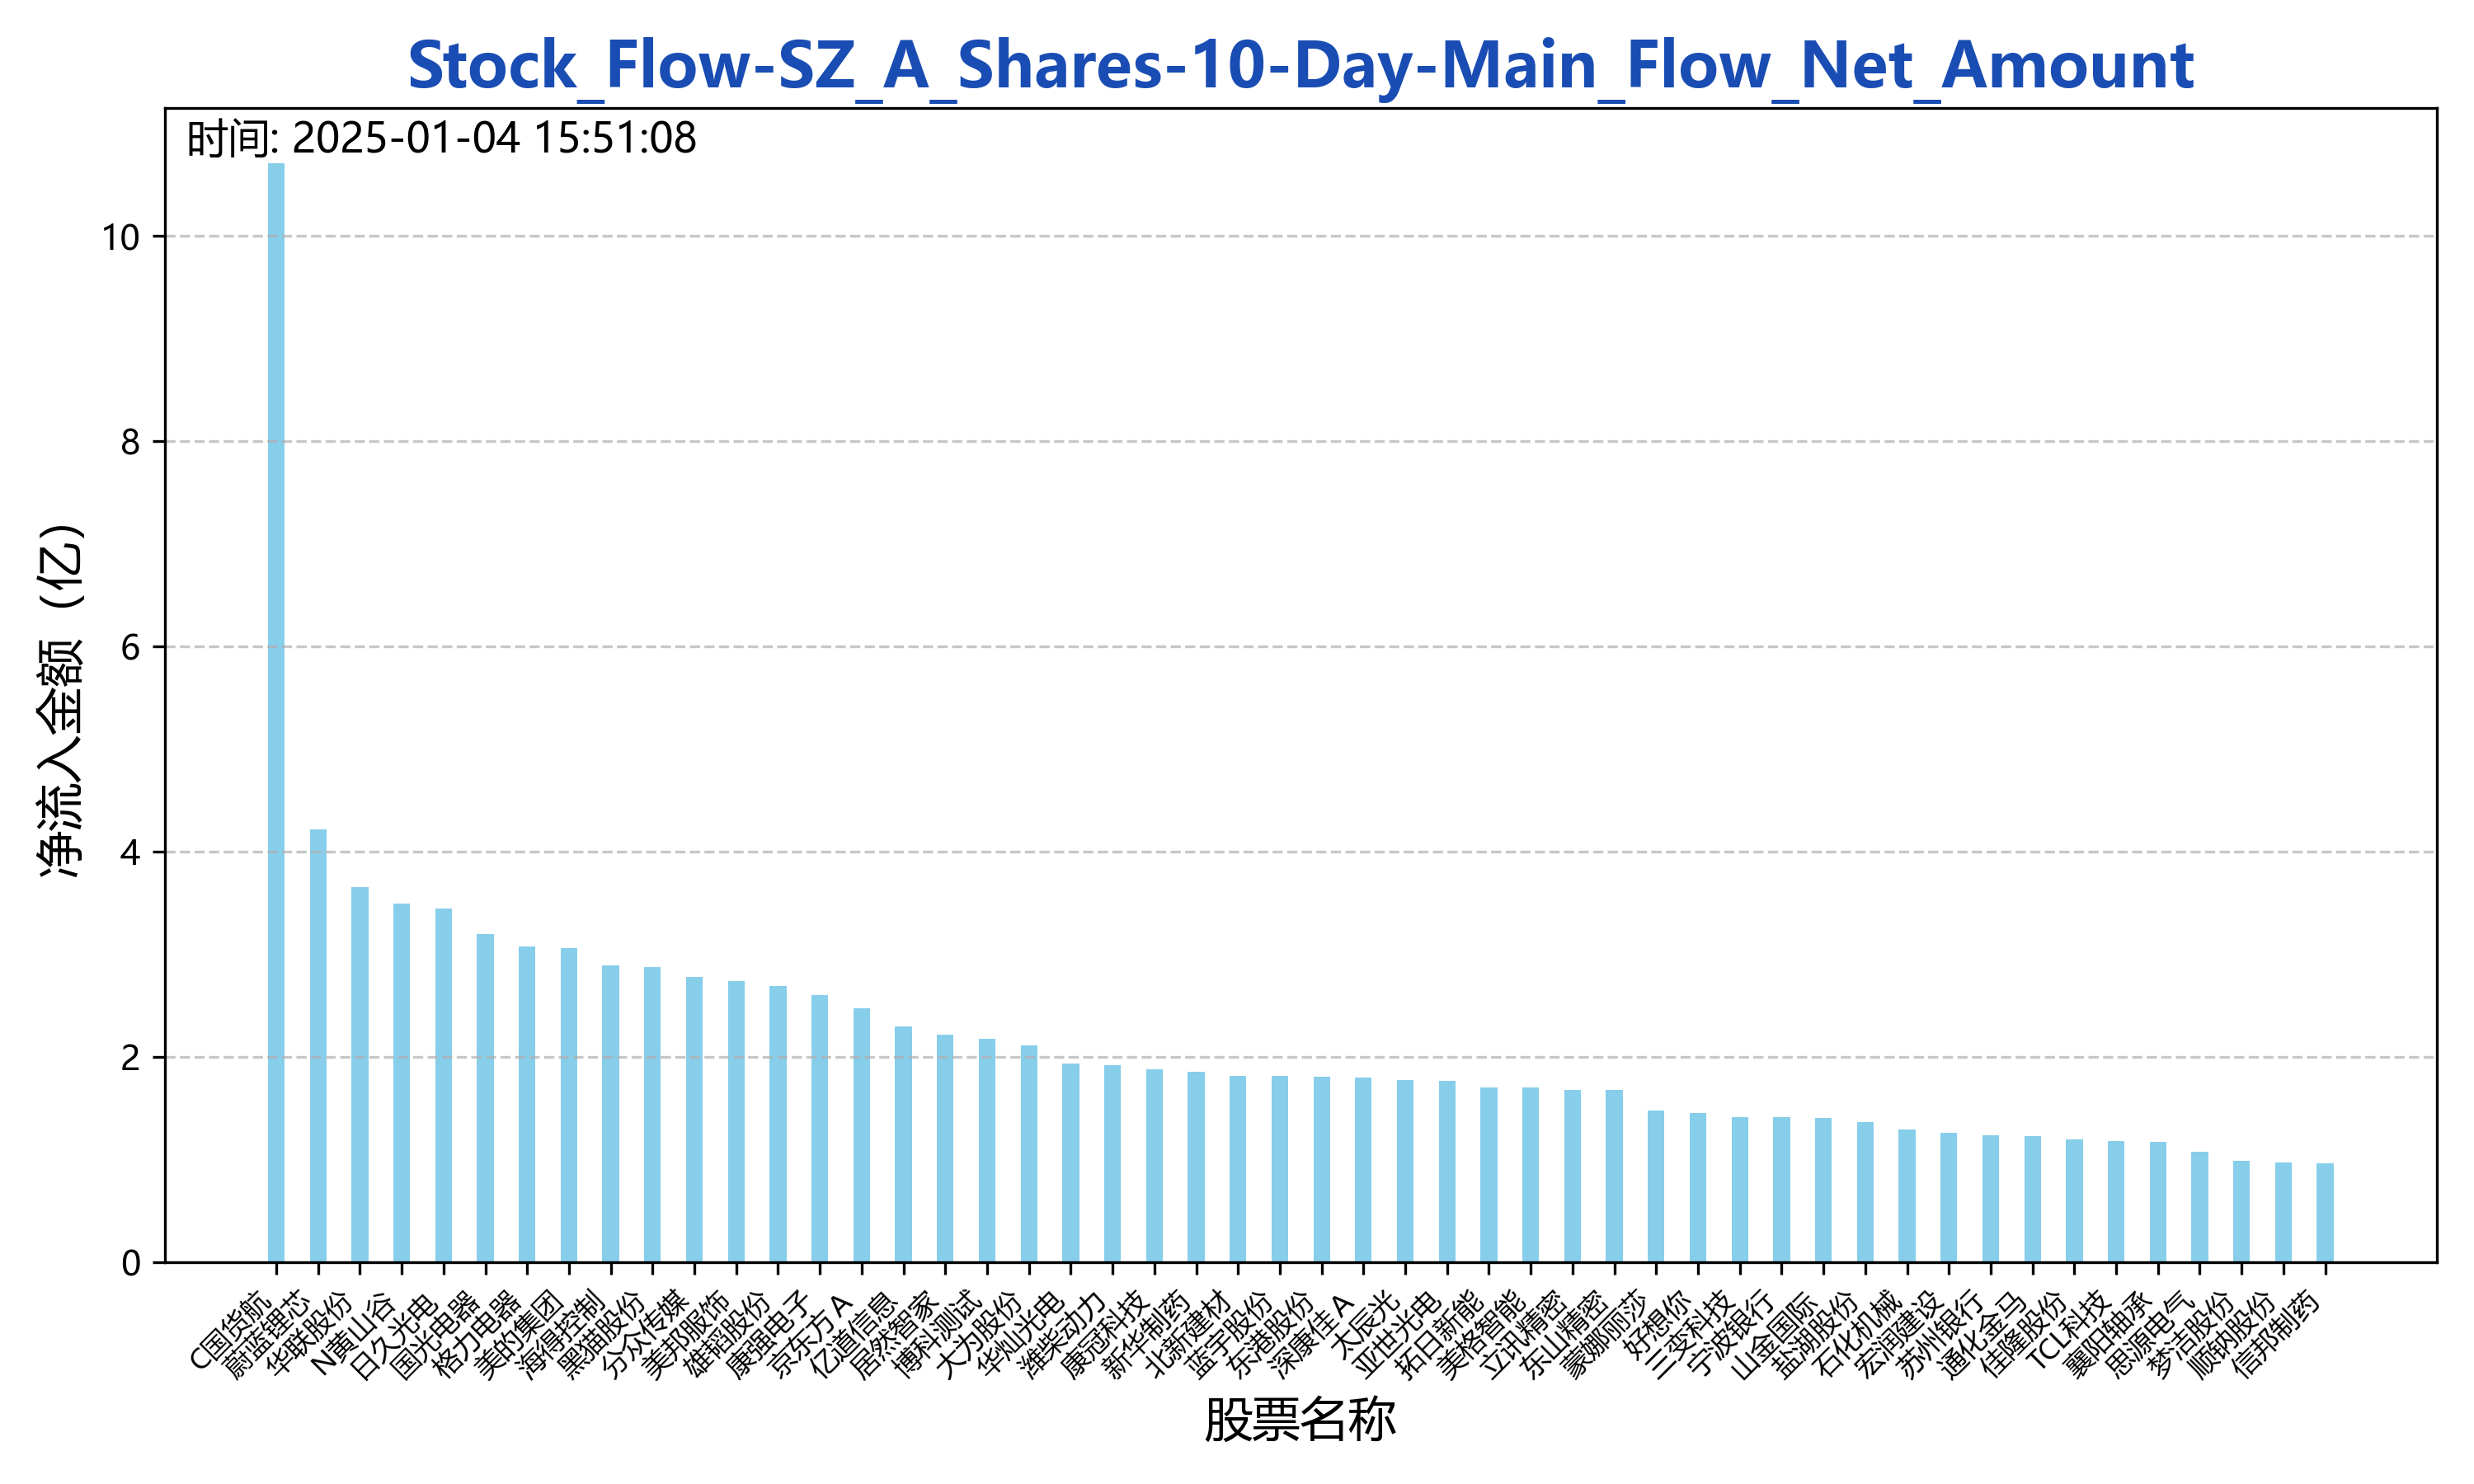 Stock_Flow-SZ_A_Shares-10-Day-Main_Flow_Net_Amount
时间: 2025-01-04 15:51:08
净流入金额（亿）
10
8
6
4
2
0
C国货航
蔚蓝锂芯
华联股份
N黄山谷
日久光电
国光电器
格力电器
美的集团
海得控制
黑猫股份
分众传媒
美邦服饰
雄韬股份
康强电子
京东方A
亿道信息
居然智家
博科测试
大为股份
华灿光电
潍柴动力
康冠科技
新华制药
北新建材
蓝宇股份
东港股份
深康佳A
太辰光
亚世光电
拓日新能
美格智能
立讯精密
东山精密
蒙娜丽莎
好想你
三变科技
宁波银行
山金国际
盐湖股份
石化机械
宏润建设
苏州银行
通化金马
佳隆股份
TCL科技
襄阳轴承
思源电气
梦洁股份
顺钠股份
信邦制药
股票名称